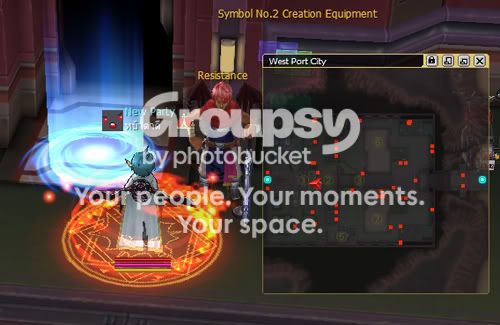 Symbol No.2 Creation Equipment
West Port City
Resistance
New Party
Groupsy
by photobucket
Your people. Your moments.
Your space.